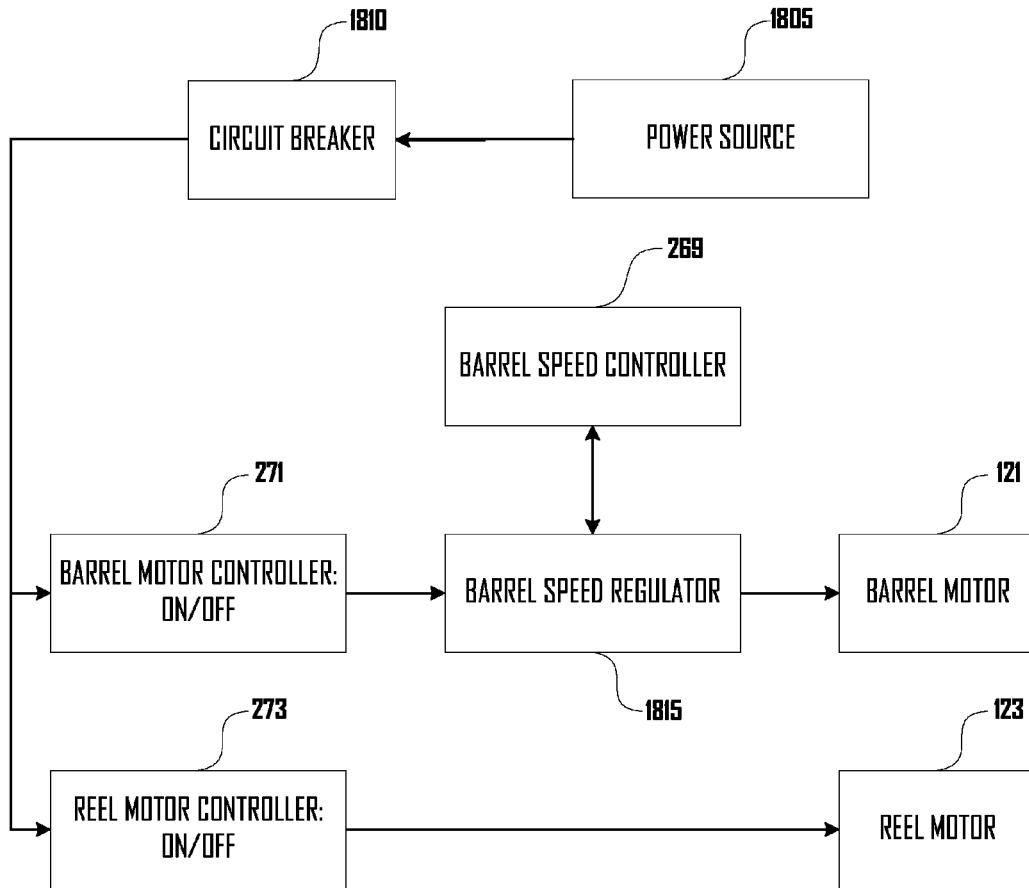 1810
1805
CIRCUIT BREAKER
POWER SOURCE
269
BARREL SPEED CONTROLLER
271
121
BARREL MOTOR CONTROLLER:
ON/OFF
BARREL SPEED REGULATOR
BARREL MOTOR
273
1815
123
REEL MOTOR CONTROLLER:
ON/OFF
REEL MOTOR